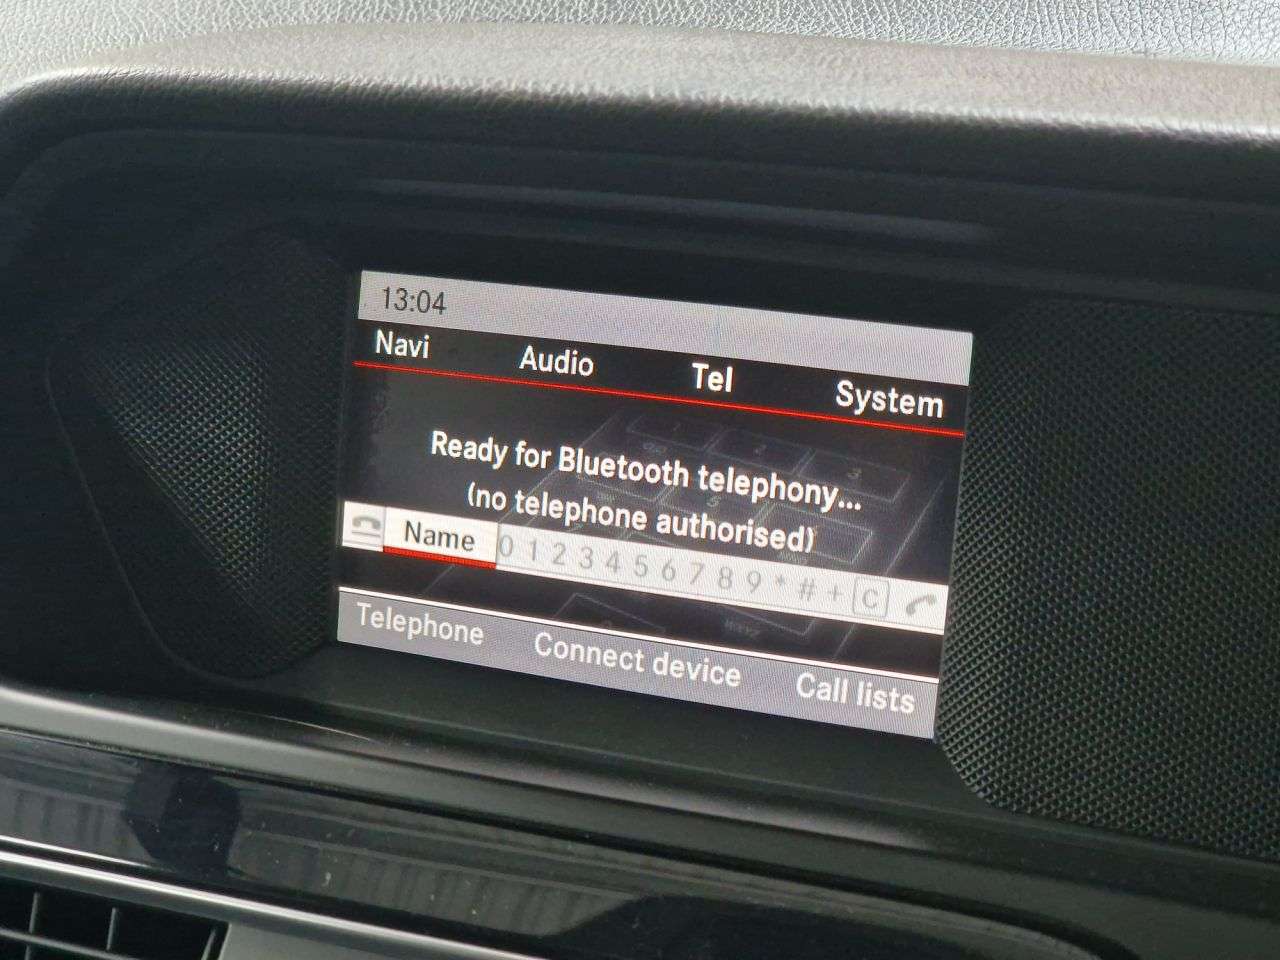 13:04
Navi Audio Tel System
Ready for Bluetooth telephony...
(no telephone authorised)
Name 0 1 2 3 4 5 6 7 8 9 * # + C
Telephone Connect device Call lists